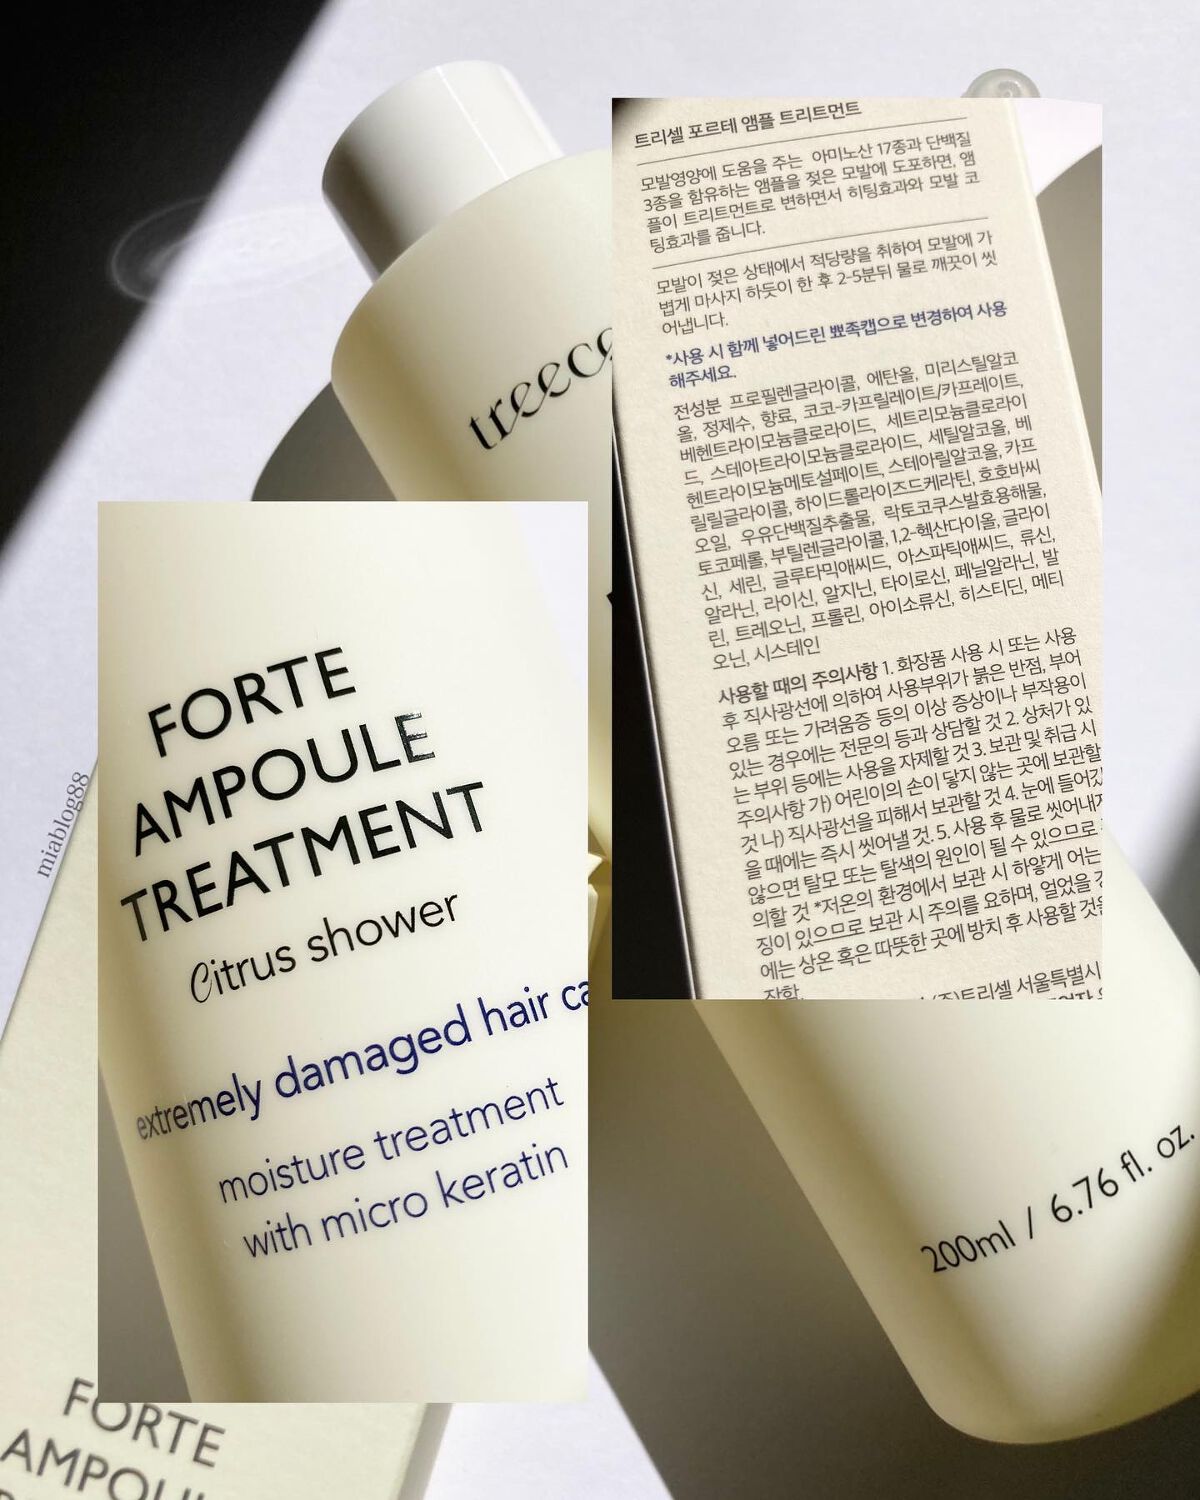 treece
트리셀 포르테 앰플 트리트먼트
모발영양에 도움을 주는 아미노산 17종과 단백질
3종을 함유하는 앰플을 젖은 모발에 도포하면, 앰
플이 트리트먼트로 변하면서 히팅효과와 모발 코
팅효과를 줍니다.
모발이 젖은 상태에서 적당량을 취하여 모발에 가
볍게 마사지 하듯이 한 후 2-5분뒤 물로 깨끗이 씻
어냅니다.
*사용 시 함께 넣어드린 뾰족캡으로 변경하여 사용
해주세요.
전성분 프로필렌글라이콜, 에탄올, 미리스틸알코
올, 정제수, 향료, 코코-카프릴레이트/카프레이트,
베헨트라이모늄클로라이드, 세트리모늄클로라이
드, 스테아트라이모늄클로라이드, 세틸알코올, 베
헨트라이모늄메토설페이트, 스테아릴알코올, 카프
릴릴글라이콜, 하이드롤라이즈드케라틴, 호호바씨
오일, 우유단백질추출물, 락토코쿠스발효용해물,
토코페롤, 부틸렌글라이콜, 1,2-헥산다이올, 글라이
신, 세린, 글루타믹애씨드, 아스파틱애씨드, 류신,
알라닌, 라이신, 알지닌, 타이로신, 페닐알라닌, 발
린, 트레오닌, 프롤린, 아이소류신, 히스티딘, 메티
오닌, 시스테인
사용할 때의 주의사항 1. 화장품 사용 시 또는 사용
후 직사광선에 의하여 사용부위가 붉은 반점, 부어
오름 또는 가려움증 등의 이상 증상이나 부작용이
있는 경우에는 전문의 등과 상담할 것 2. 상처가 있
는 부위 등에는 사용을 자제할 것 3. 보관 및 취급 시
주의사항 가) 어린이의 손이 닿지 않는 곳에 보관할
것 나) 직사광선을 피해서 보관할 것 4. 눈에 들어갔
을 때에는 즉시 씻어낼 것. 5. 사용 후 물로 씻어내지
않으면 탈모 또는 탈색의 원인이 될 수 있으므로
의할 것 *저온의 환경에서 보관 시 하얗게 어는
징이 있으므로 보관 시 주의를 요하며, 얼었을
에는 상온 혹은 따뜻한 곳에 방치 후 사용할 것을
(주)트리셀 서울특별시
FORTE
AMPOULE
TREATMENT
Citrus shower
extremely damaged hair ca
moisture treatment
with micro keratin
200ml / 6.76 fl. oz.
miablog88
FORTE
AMPOUL